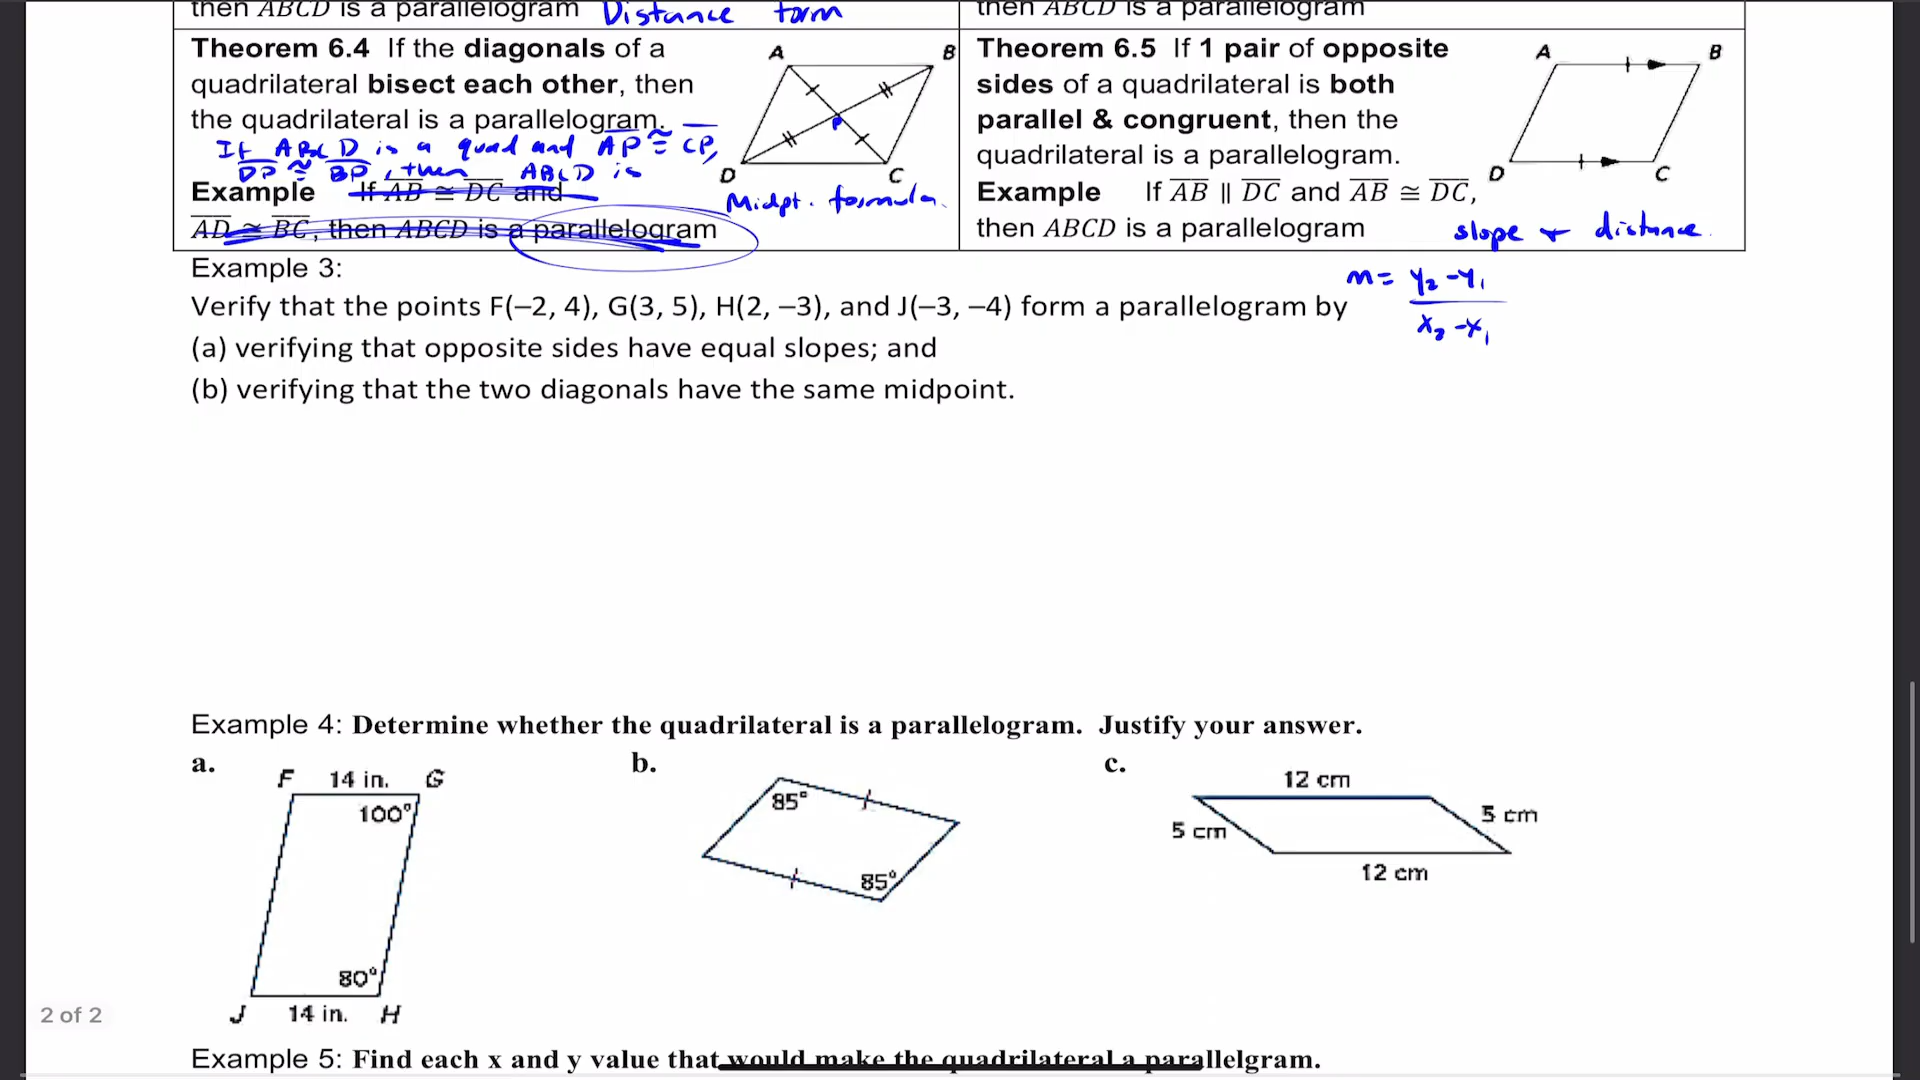 then ABCD is a parallelogram Distance form
Theorem 6.4 If the diagonals of a
quadrilateral bisect each other, then
the quadrilateral is a parallelogram.
If ABCD is a quad and AP ≅ CP,
DP ≅ BP, then ABCD is
Example If AB ≅ DC and
AD ≅ BC, then ABCD is a parallelogram
A B
P
D C
Midpt. formula.
then ABCD is a parallelogram
Theorem 6.5 If 1 pair of opposite
sides of a quadrilateral is both
parallel & congruent, then the
quadrilateral is a parallelogram.
Example If AB ∥ DC and AB ≅ DC,
then ABCD is a parallelogram
slope + distance.
A B
D C
Example 3:
m = y₂ -y₁
x₂ -x₁
Verify that the points F(–2, 4), G(3, 5), H(2, –3), and J(–3, –4) form a parallelogram by
(a) verifying that opposite sides have equal slopes; and
(b) verifying that the two diagonals have the same midpoint.
Example 4: Determine whether the quadrilateral is a parallelogram. Justify your answer.
a.
F 14 in. G
100°
80°
J 14 in. H
b.
85°
85°
c.
12 cm
5 cm
5 cm
12 cm
2 of 2
Example 5: Find each x and y value that would make the quadrilateral a parallelgram.